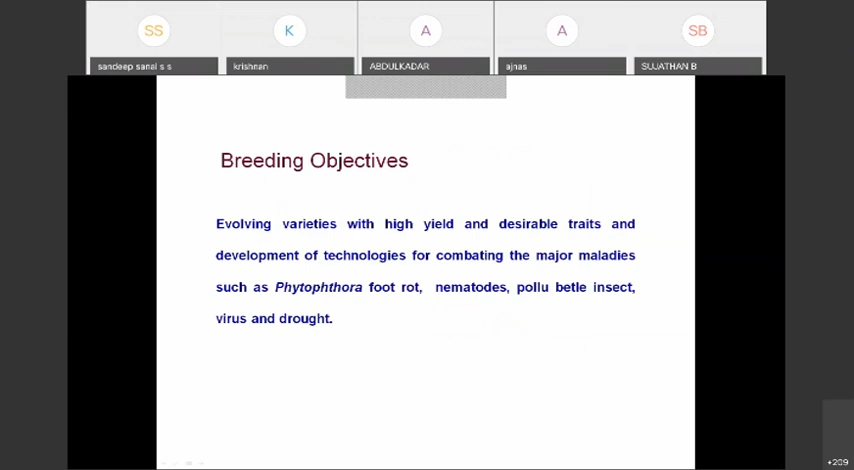 SS
K
A
A
SB
sandeep sanal s s
krishnan
ABDULKADAR
ajnas
SUJATHAN B
Breeding Objectives
Evolving varieties with high yield and desirable traits and
development of technologies for combating the major maladies
such as Phytophthora foot rot, nematodes, pollu betle insect,
virus and drought.
+209